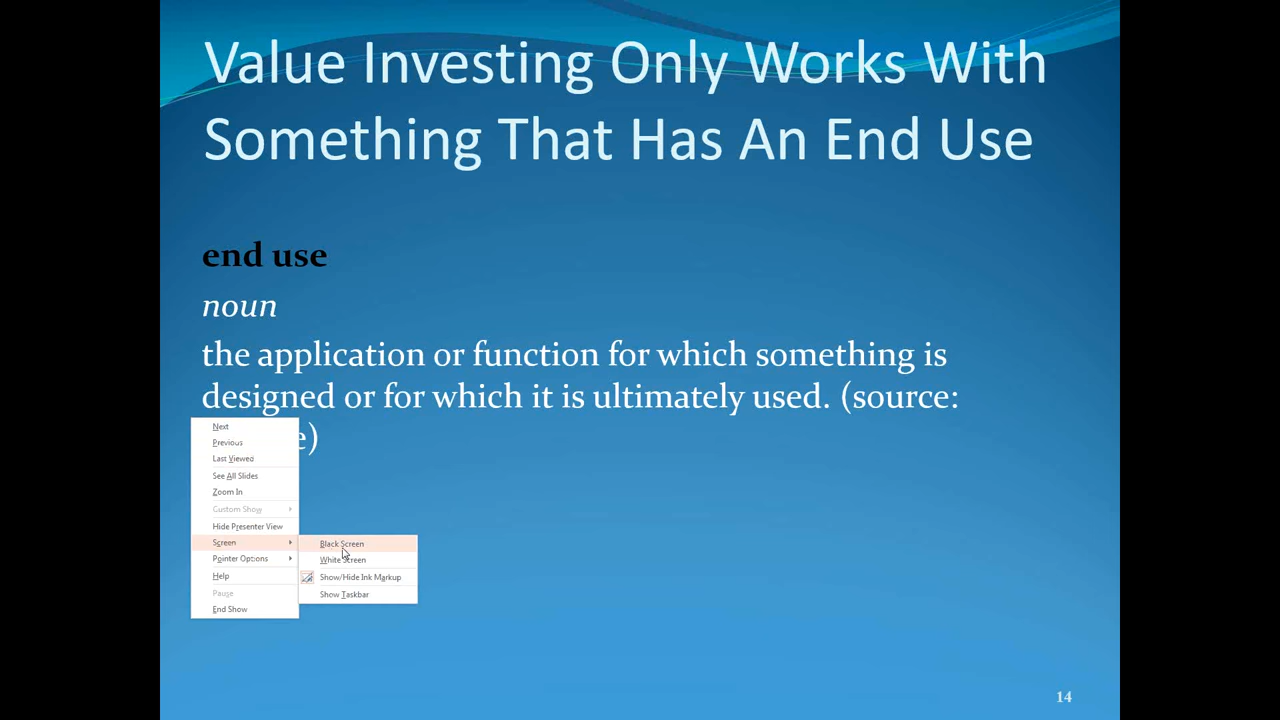 Value Investing Only Works With
Something That Has An End Use
end use
noun
the application or function for which something is
designed or for which it is ultimately used. (source:
e)
Next
Previous
Last Viewed
See All Slides
Zoom In
Custom Show
Hide Presenter View
Screen
Pointer Options
Help
Pause
End Show
Black Screen
White Screen
Show/Hide Ink Markup
Show Taskbar
14